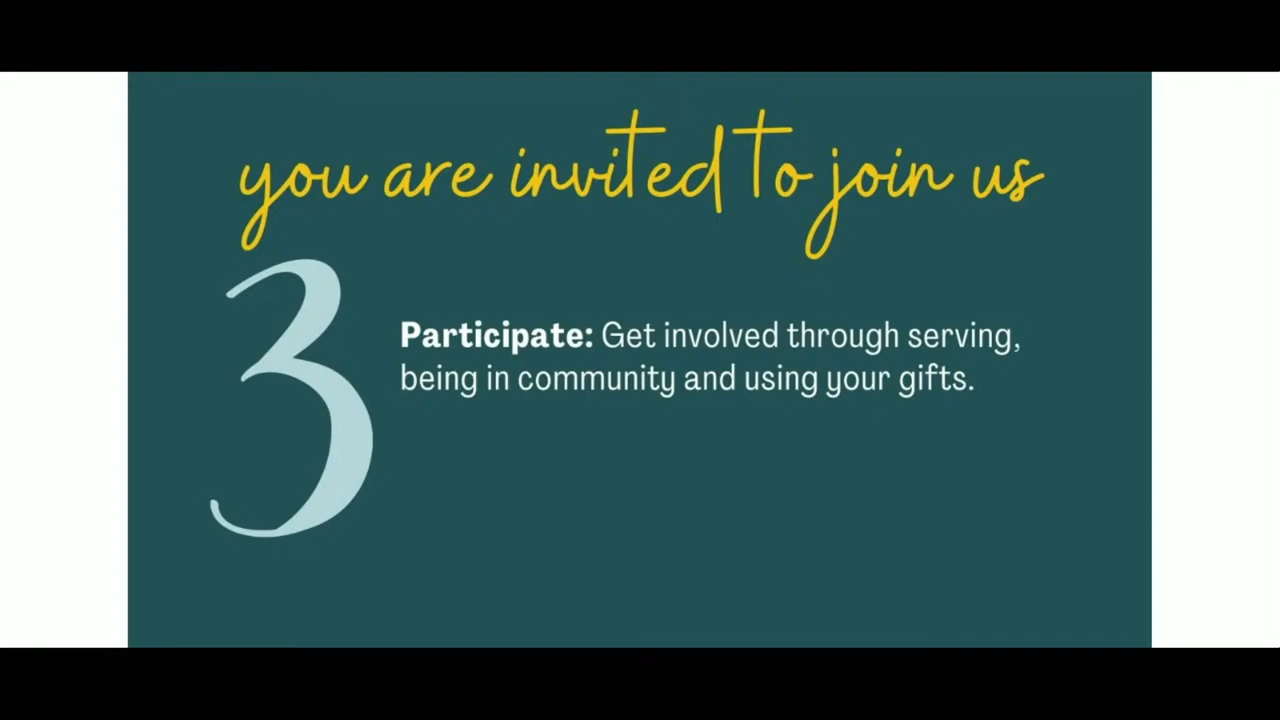 you are invited to join us
3
Participate: Get involved through serving,
being in community and using your gifts.